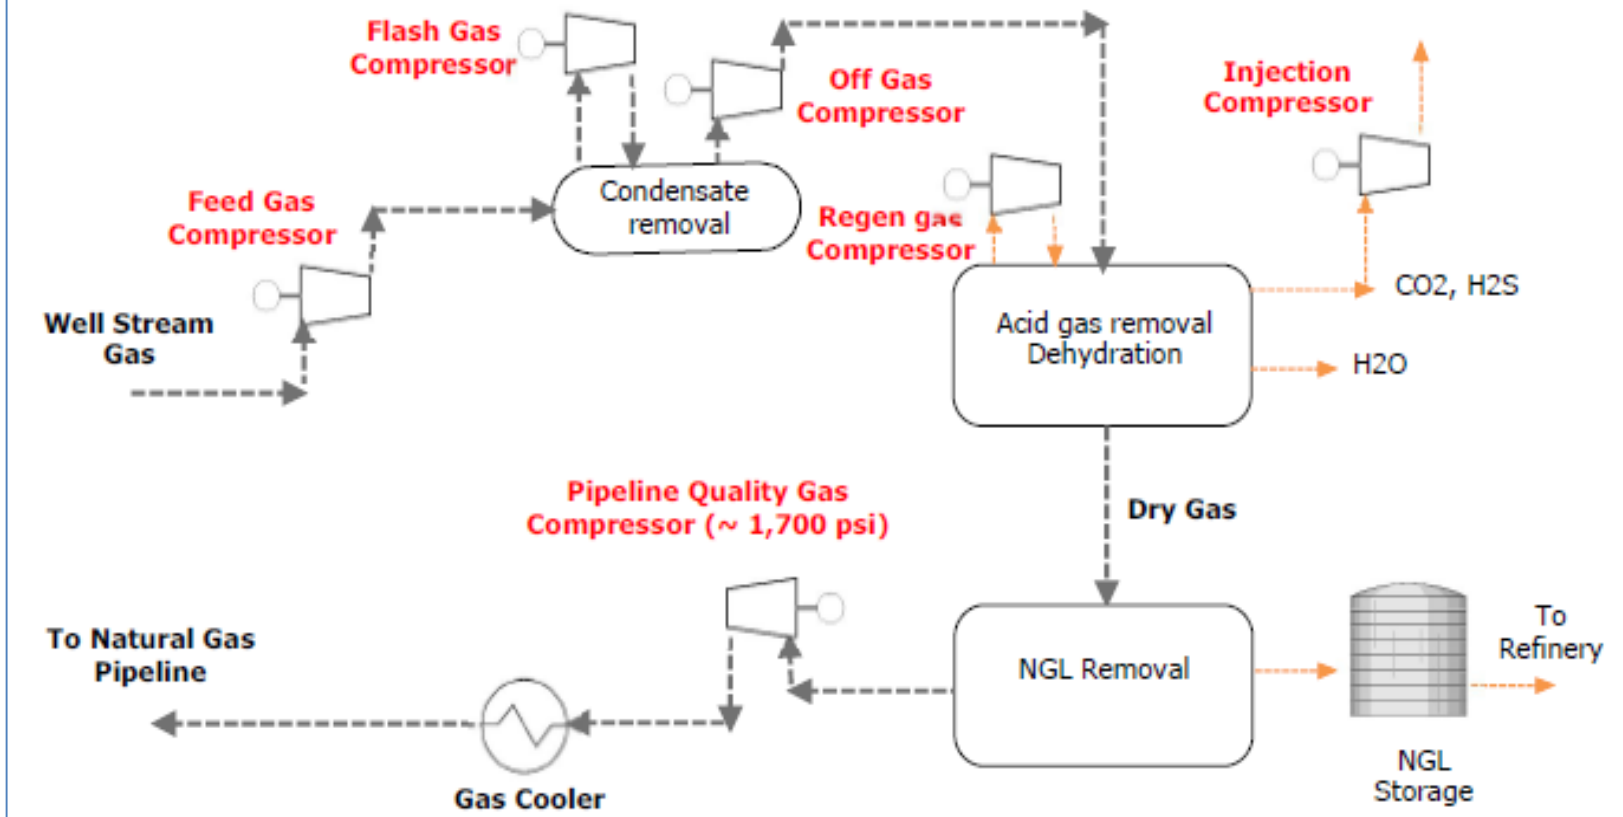 Flash Gas
Compressor
Off Gas
Compressor
Injection
Compressor
Condensate
removal
Feed Gas
Compressor
Regen gas
Compressor
Well Stream
Gas
CO2, H2S
Acid gas removal
Dehydration
H2O
Pipeline Quality Gas
Compressor (~ 1,700 psi)
Dry Gas
To Natural Gas
Pipeline
NGL Removal
To
Refinery
NGL
Storage
Gas Cooler